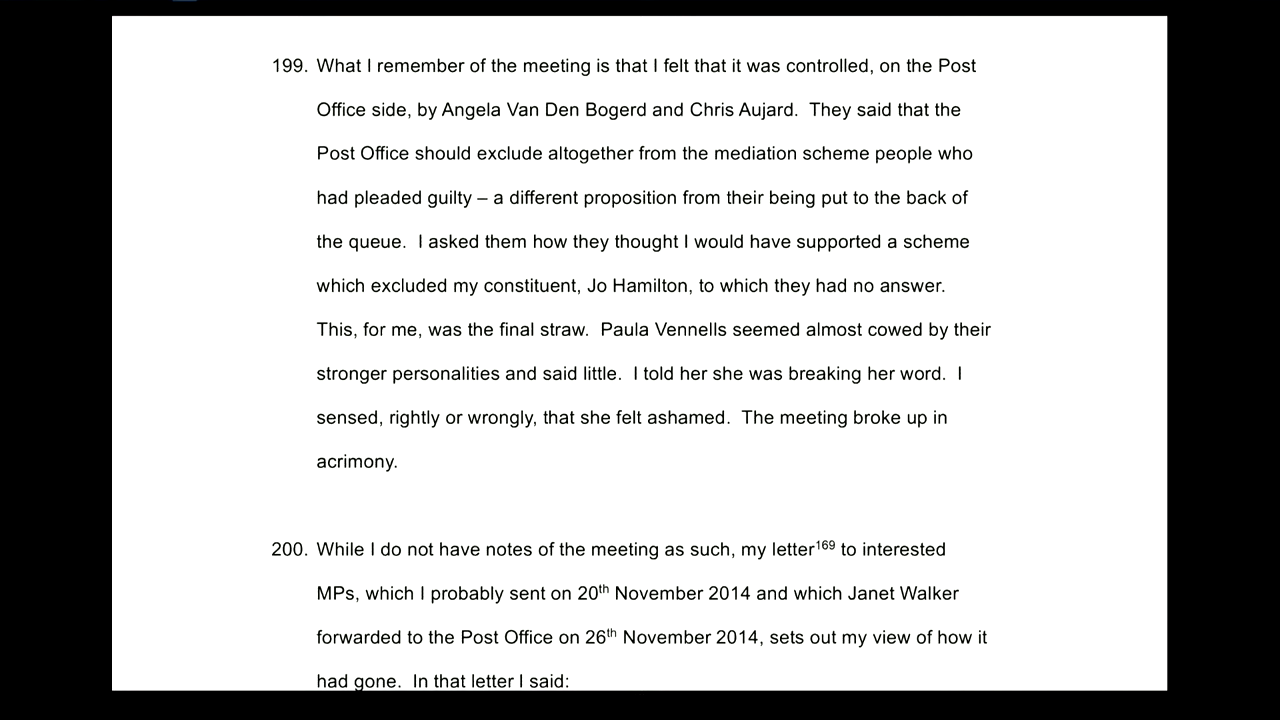 199. What I remember of the meeting is that I felt that it was controlled, on the Post
Office side, by Angela Van Den Bogerd and Chris Aujard.  They said that the
Post Office should exclude altogether from the mediation scheme people who
had pleaded guilty – a different proposition from their being put to the back of
the queue.  I asked them how they thought I would have supported a scheme
which excluded my constituent, Jo Hamilton, to which they had no answer.
This, for me, was the final straw.  Paula Vennells seemed almost cowed by their
stronger personalities and said little.  I told her she was breaking her word.  I
sensed, rightly or wrongly, that she felt ashamed.  The meeting broke up in
acrimony.
200. While I do not have notes of the meeting as such, my letter169 to interested
MPs, which I probably sent on 20th November 2014 and which Janet Walker
forwarded to the Post Office on 26th November 2014, sets out my view of how it
had gone.  In that letter I said: